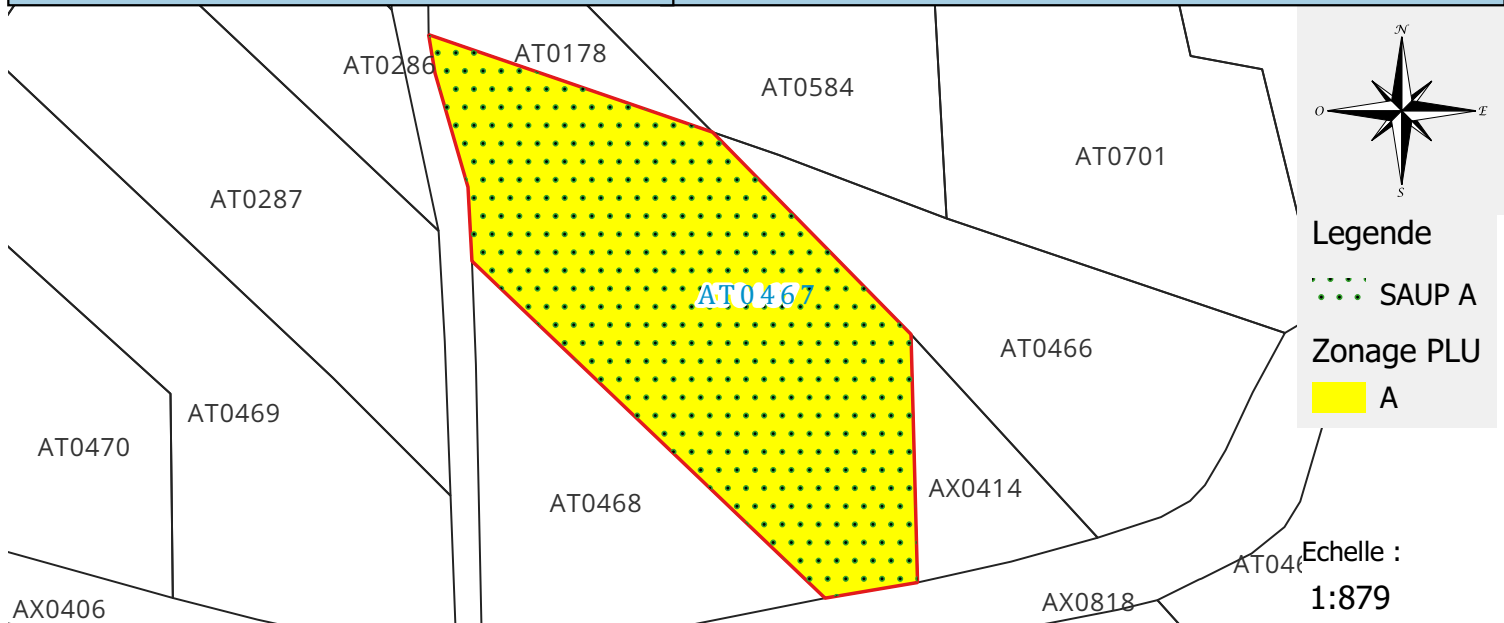 AT0178
AT0286
AT0584
AT0701
AT0287
AT0467
AT0466
AT0469
AT0470
AT0468
AX0414
AX0406
AX0818
N
O
E
S
Legende
SAUP A
Zonage PLU
A
Echelle :
1:879